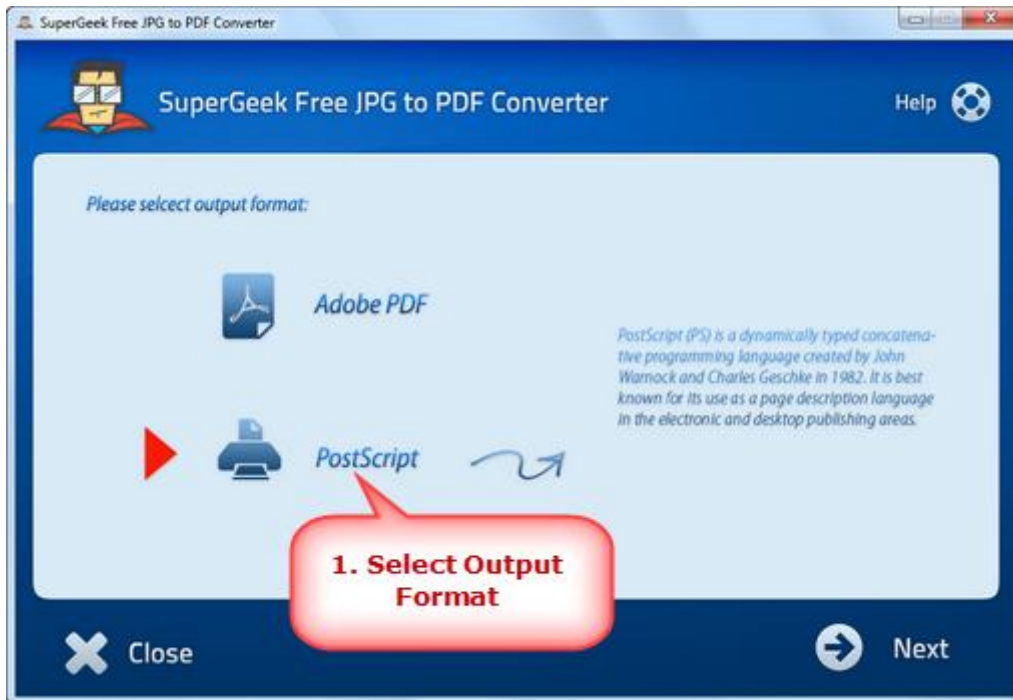 SuperGeek Free JPG to PDF Converter
SuperGeek Free JPG to PDF Converter
Help
Please selcect output format:
Adobe PDF
PostScript (PS) is a dynamically typed concatena-
tive programming language created by John
Warnock and Charles Geschke in 1982. It is best
known for its use as a page description language
in the electronic and desktop publishing areas.
PostScript
1. Select Output
Format
Close
Next